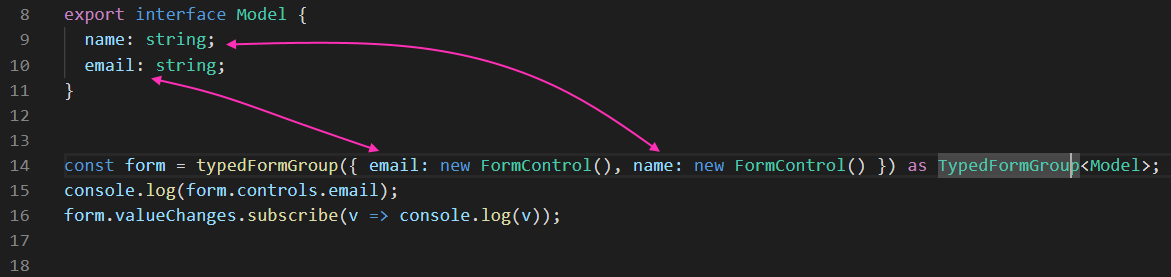 8 export interface Model {
9 name: string;
10 email: string;
11 }
12
13
14 const form = typedFormGroup({ email: new FormControl(), name: new FormControl() }) as TypedFormGroup<Model>;
15 console.log(form.controls.email);
16 form.valueChanges.subscribe(v => console.log(v));
17
18